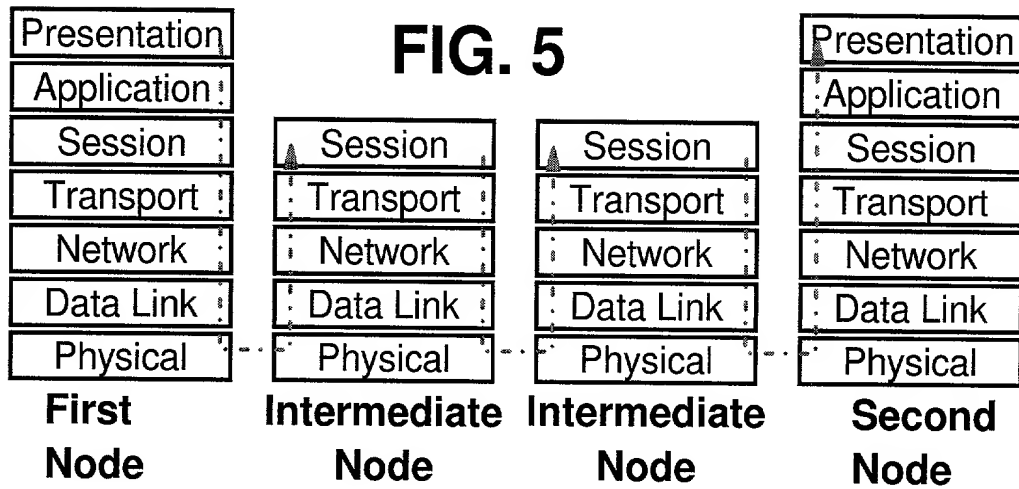 FIG. 5
Presentation
Application
Session
Transport
Network
Data Link
Physical
First
Node
Session
Transport
Network
Data Link
Physical
Intermediate
Node
Session
Transport
Network
Data Link
Physical
Intermediate
Node
Presentation
Application
Session
Transport
Network
Data Link
Physical
Second
Node